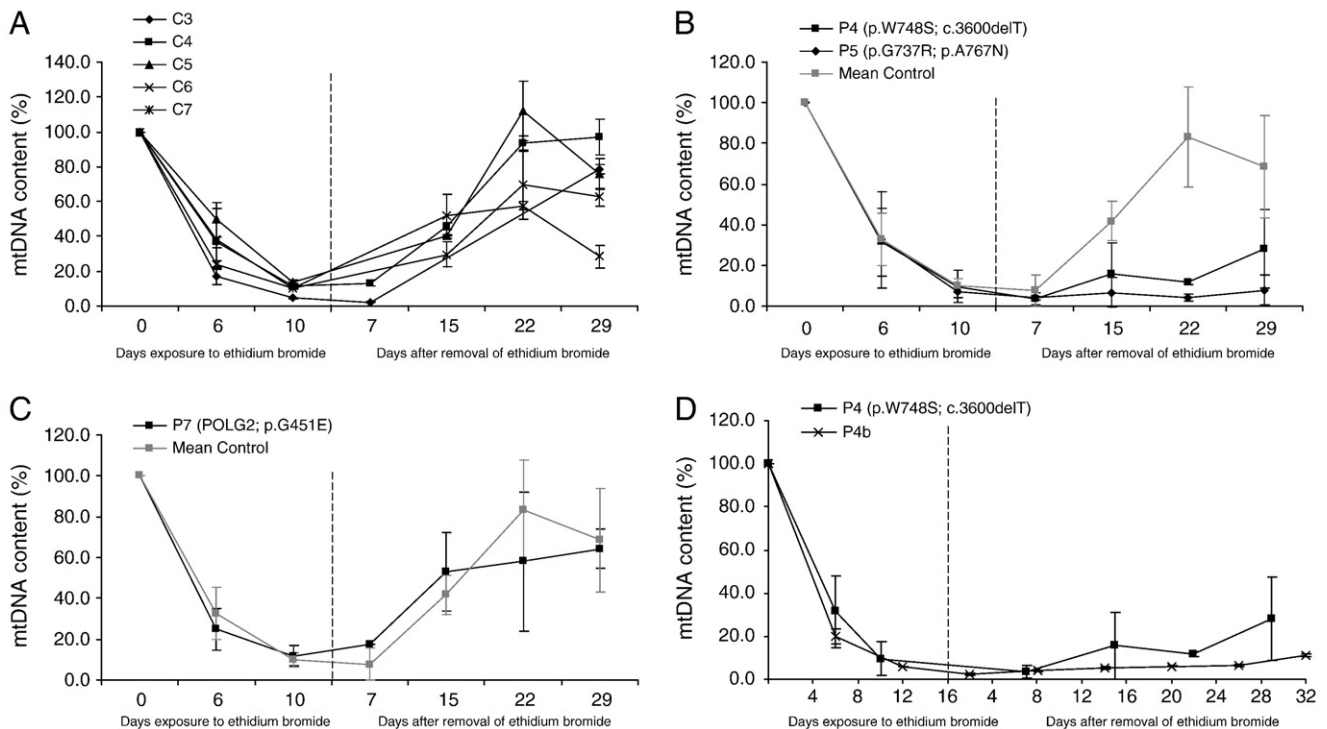 A
C3
C4
C5
C6
C7
mtDNA content (%)
140.0
120.0
100.0
80.0
60.0
40.0
20.0
0.0
0 6 10 7 15 22 29
Days exposure to ethidium bromide Days after removal of ethidium bromide
B
P4 (p.W748S; c.3600delT)
P5 (p.G737R; p.A767N)
Mean Control
mtDNA content (%)
120.0
100.0
80.0
60.0
40.0
20.0
0.0
0 6 10 7 15 22 29
Days exposure to ethidium bromide Days after removal of ethidium bromide
C
P7 (POLG2; p.G451E)
Mean Control
mtDNA content (%)
120.0
100.0
80.0
60.0
40.0
20.0
0.0
0 6 10 7 15 22 29
Days exposure to ethidium bromide Days after removal of ethidium bromide
D
P4 (p.W748S; c.3600delT)
P4b
mtDNA content (%)
120.0
100.0
80.0
60.0
40.0
20.0
0.0
4 8 12 16 4 8 12 16 20 24 28 32
Days exposure to ethidium bromide Days after removal of ethidium bromide